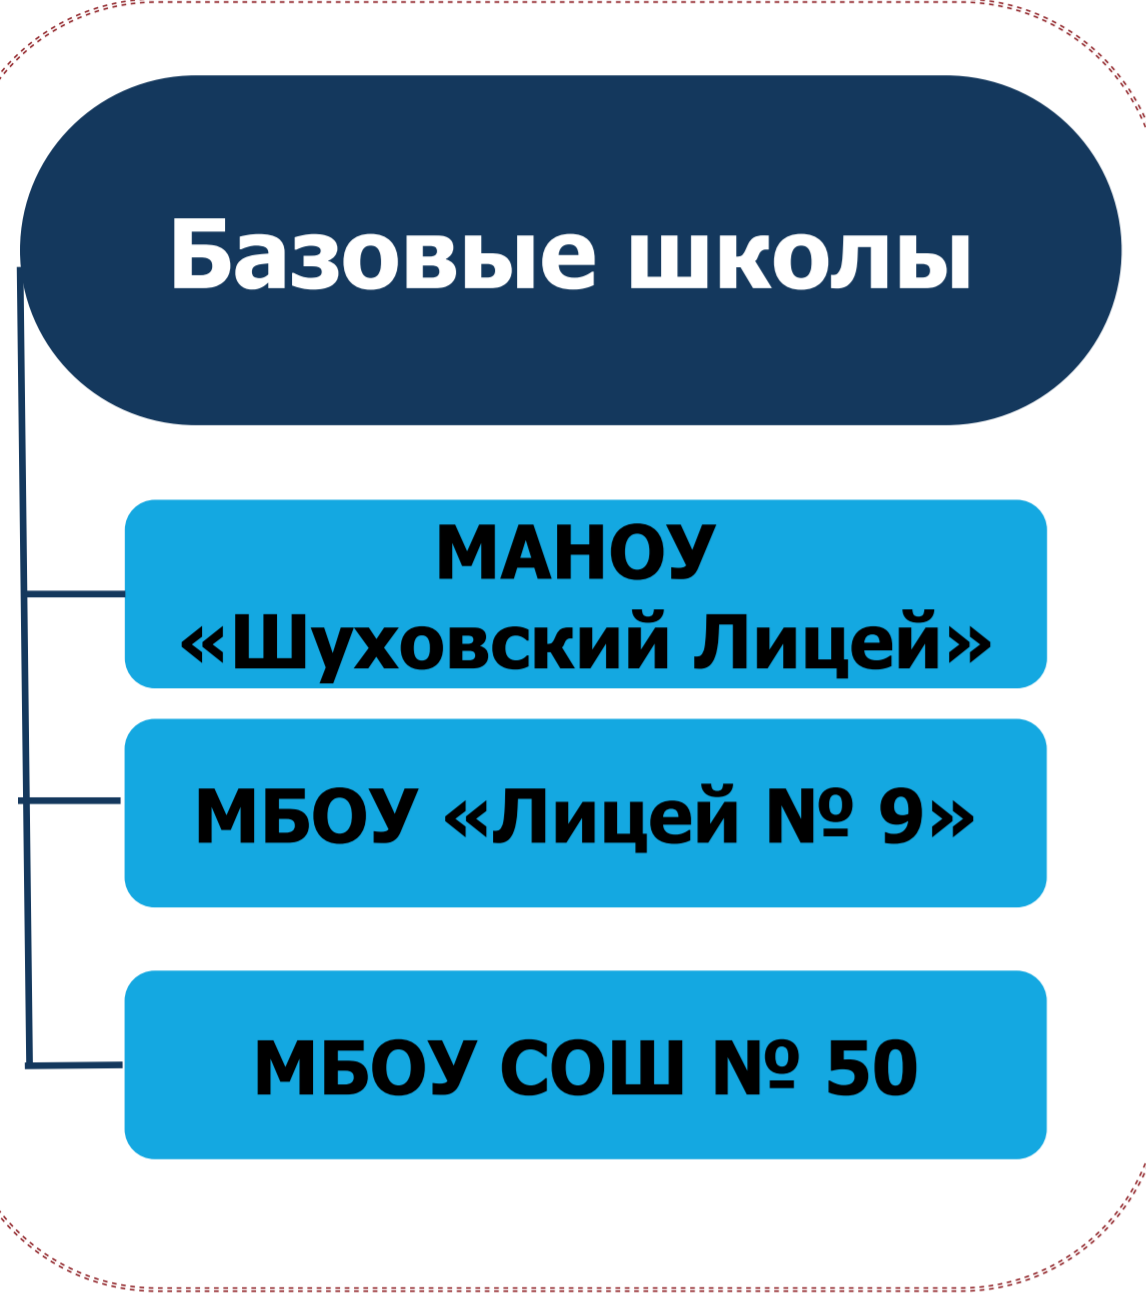 Базовые школы
МАНОУ
«Шуховский Лицей»
МБОУ «Лицей № 9»
МБОУ СОШ № 50